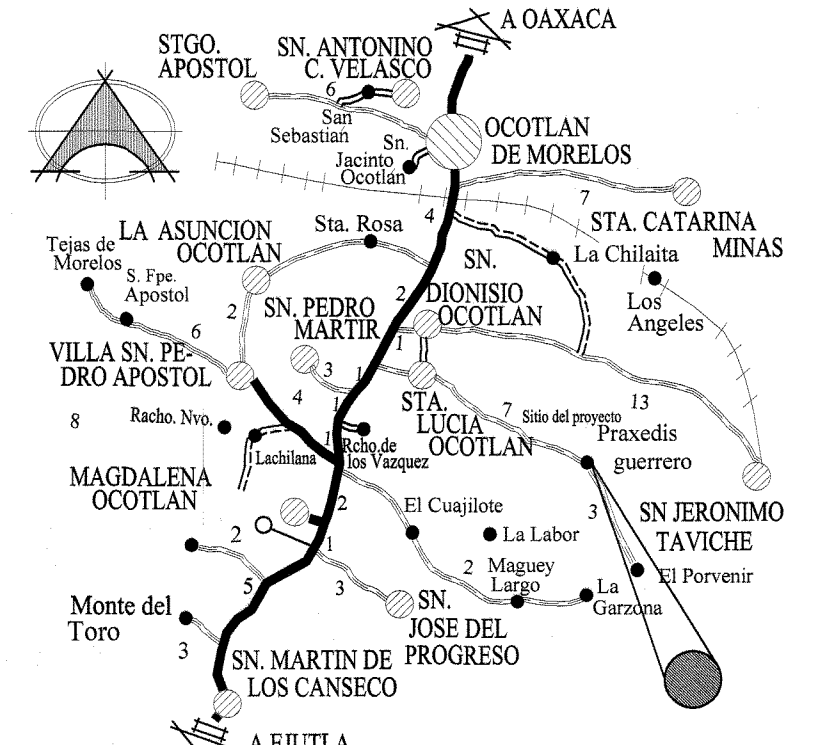 A OAXACA
STGO.
APOSTOL
SN. ANTONINO
C. VELASCO
6
San
Sebastián
Sn.
Jacinto
Ocotlán
OCOTLAN
DE MORELOS
7
4
STA. CATARINA
MINAS
LA ASUNCION
OCOTLAN
Sta. Rosa
Tejas de
Morelos
S. Fpe.
Apostol
SN.
DIONISIO
OCOTLAN
La Chilaita
Los
Angeles
2
2
SN. PEDRO
MARTIR
6
1
VILLA SN. PE-
DRO APOSTOL
3
1
4
1
13
STA.
LUCIA
OCOTLAN
7
Sitio del proyecto
Praxedis
guerrero
8
Racho. Nvo.
1
Lachilana
Rcho.de
los Vazquez
MAGDALENA
OCOTLAN
2
El Cuajilote
La Labor
3
SN JERONIMO
TAVICHE
2
1
Maguey
Largo
2
El Porvenir
5
3
La
Garzona
Monte del
Toro
SN.
JOSE DEL
PROGRESO
3
SN. MARTIN DE
LOS CANSECO
A EJUTLA